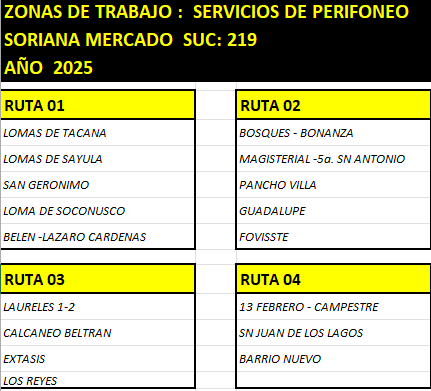 ZONAS DE TRABAJO : SERVICIOS DE PERIFONEO
SORIANA MERCADO SUC: 219
AÑO 2025
RUTA 01
LOMAS DE TACANA
LOMAS DE SAYULA
SAN GERONIMO
LOMA DE SOCONUSCO
BELEN -LAZARO CARDENAS
RUTA 02
BOSQUES - BONANZA
MAGISTERIAL -5a. SN ANTONIO
PANCHO VILLA
GUADALUPE
FOVISSTE
RUTA 03
LAURELES 1-2
CALCANEO BELTRAN
EXTASIS
LOS REYES
RUTA 04
13 FEBRERO - CAMPESTRE
SN JUAN DE LOS LAGOS
BARRIO NUEVO